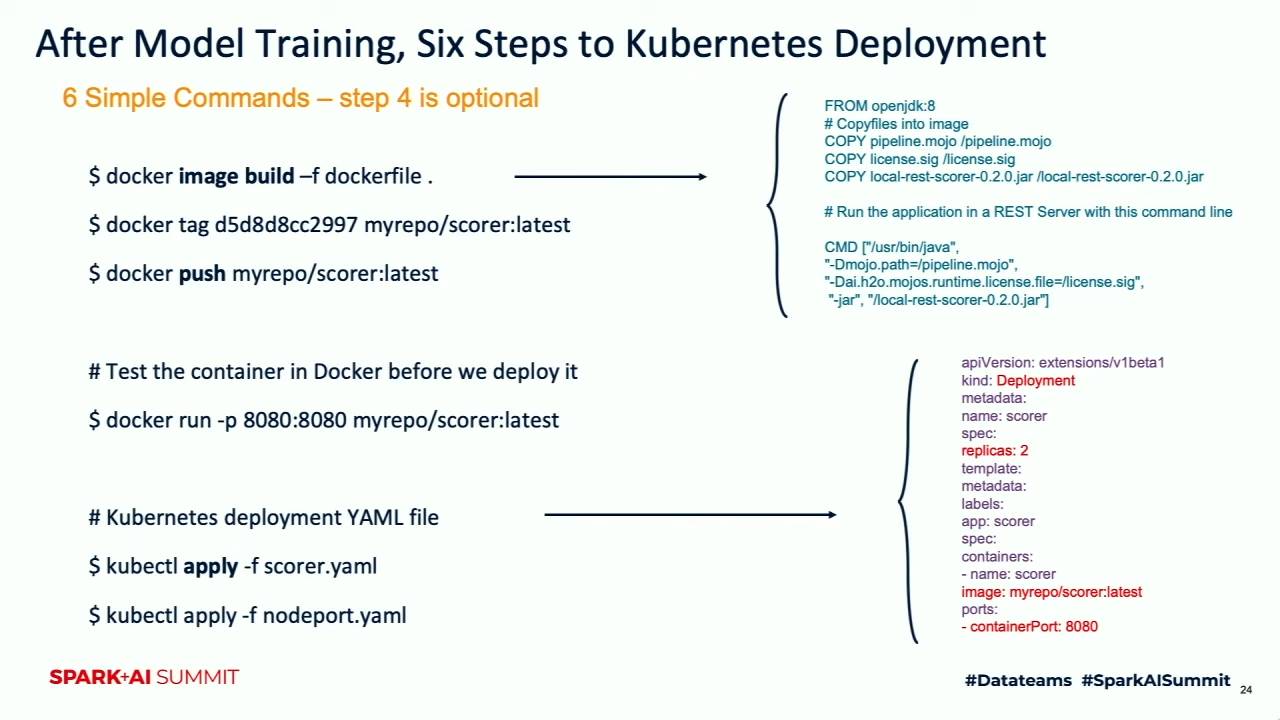 After Model Training, Six Steps to Kubernetes Deployment
6 Simple Commands – step 4 is optional
$ docker image build –f dockerfile .
$ docker tag d5d8d8cc2997 myrepo/scorer:latest
$ docker push myrepo/scorer:latest
# Test the container in Docker before we deploy it
$ docker run -p 8080:8080 myrepo/scorer:latest
# Kubernetes deployment YAML file
$ kubectl apply -f scorer.yaml
$ kubectl apply -f nodeport.yaml
FROM openjdk:8
# Copyfiles into image
COPY pipeline.mojo /pipeline.mojo
COPY license.sig /license.sig
COPY local-rest-scorer-0.2.0.jar /local-rest-scorer-0.2.0.jar
# Run the application in a REST Server with this command line
CMD ["/usr/bin/java",
"-Dmojo.path=/pipeline.mojo",
"-Dai.h2o.mojos.runtime.license.file=/license.sig",
"-jar", "/local-rest-scorer-0.2.0.jar"]
apiVersion: extensions/v1beta1
kind: Deployment
metadata:
name: scorer
spec:
replicas: 2
template:
metadata:
labels:
app: scorer
spec:
containers:
- name: scorer
image: myrepo/scorer:latest
ports:
- containerPort: 8080
SPARK+AI SUMMIT
#Datateams #SparkAISummit
24